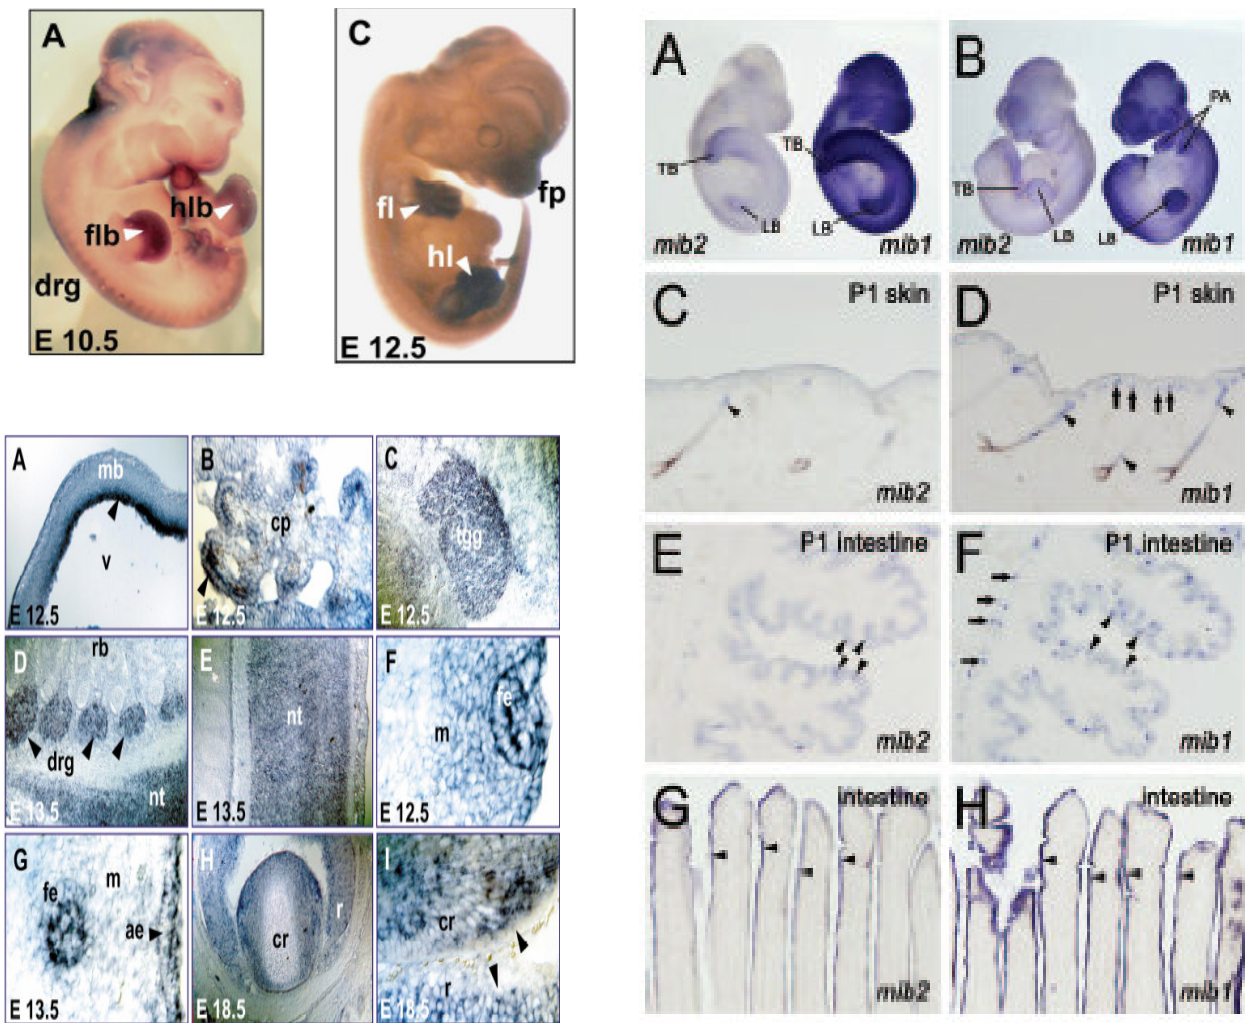 A
hlb
flb
drg
E 10.5
C
fp
fl
hl
E 12.5
A
mb
v
E 12.5
B
cp
E 12.5
C
tgg
E 12.5
D
rb
drg
nt
E 13.5
E
nt
E 13.5
F
fe
m
E 12.5
G
fe
m
ae
E 13.5
H
r
cr
E 18.5
I
cr
r
E 18.5
A
TB
TB
LB
LB
mib2
mib1
B
PA
TB
LB
LB
mib2
mib1
C
P1 skin
mib2
D
P1 skin
mib1
E
P1 intestine
mib2
F
P1 intestine
mib1
G
intestine
mib2
H
intestine
mib1